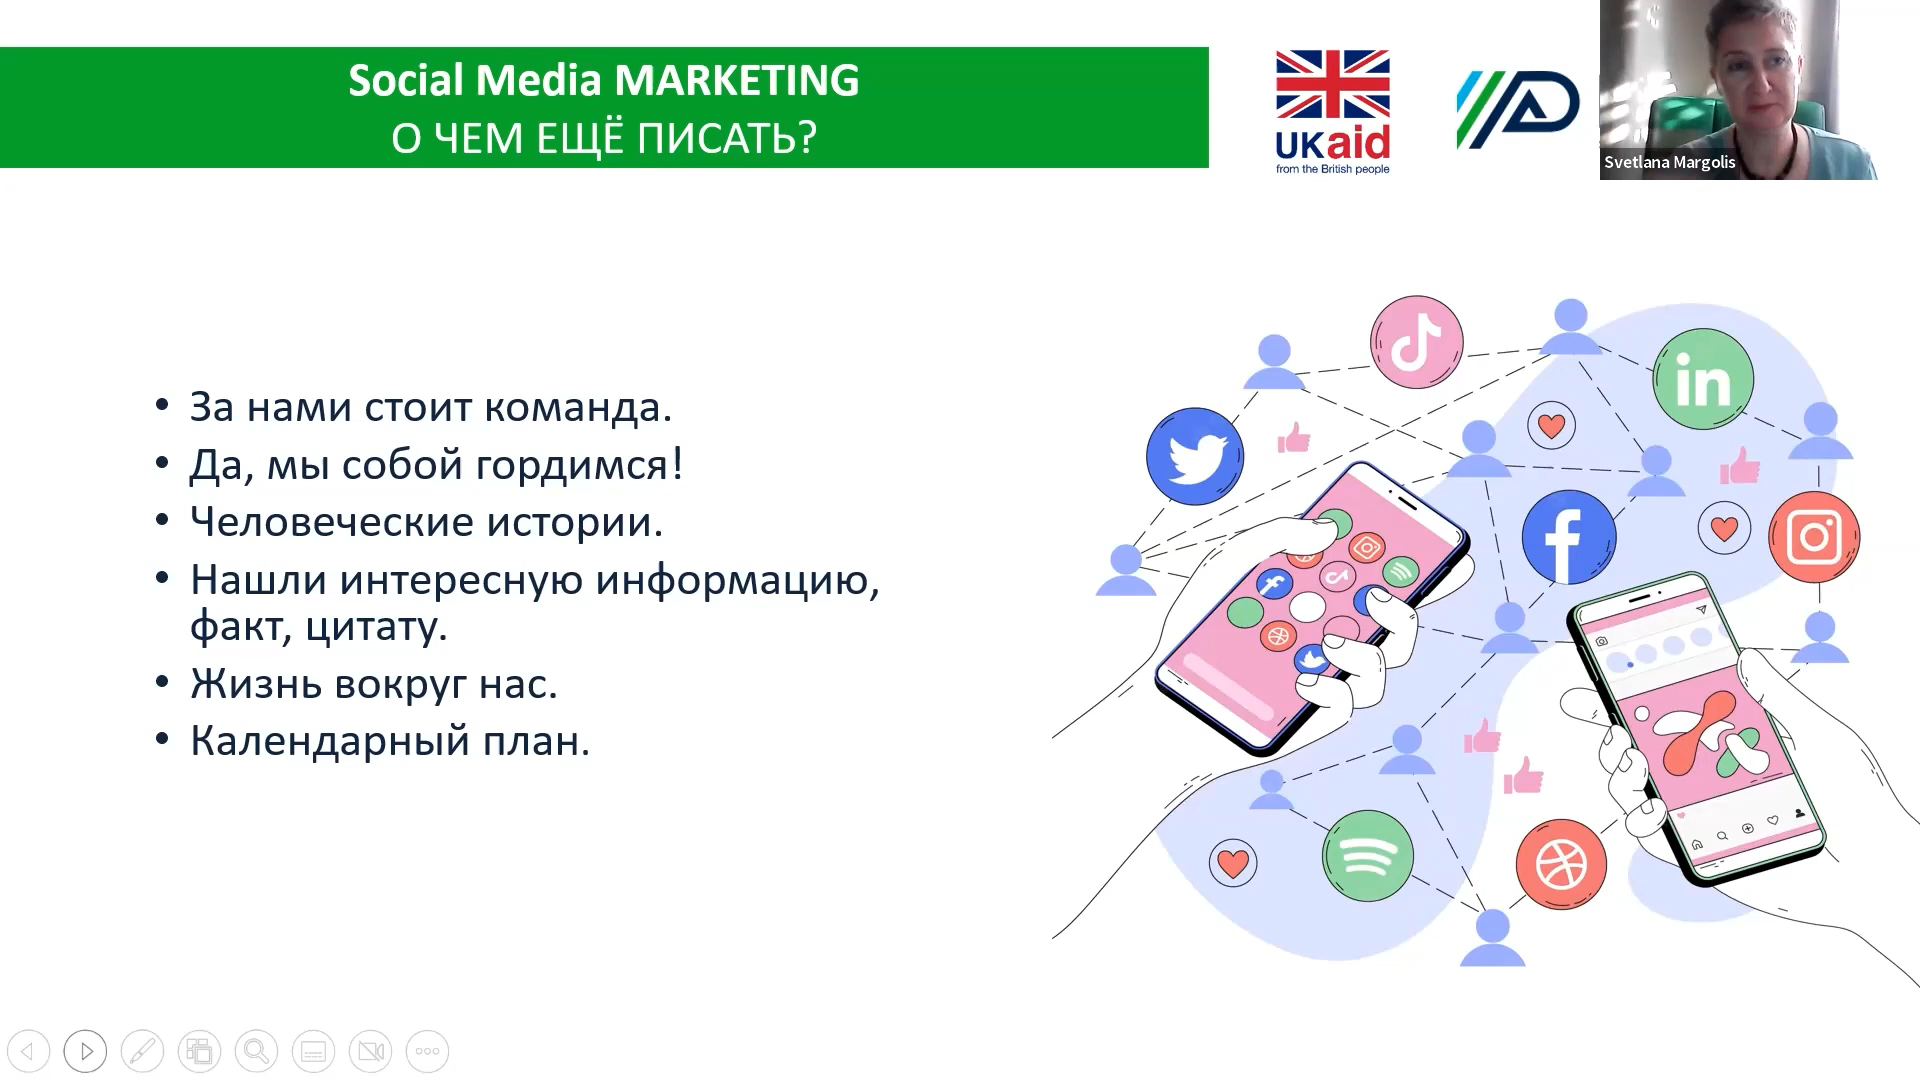 Social Media MARKETING
О ЧЕМ ЕЩЁ ПИСАТЬ?
UKaid
from the British people
Svetlana Margolis
• За нами стоит команда.
• Да, мы собой гордимся!
• Человеческие истории.
• Нашли интересную информацию,
факт, цитату.
• Жизнь вокруг нас.
• Календарный план.
in